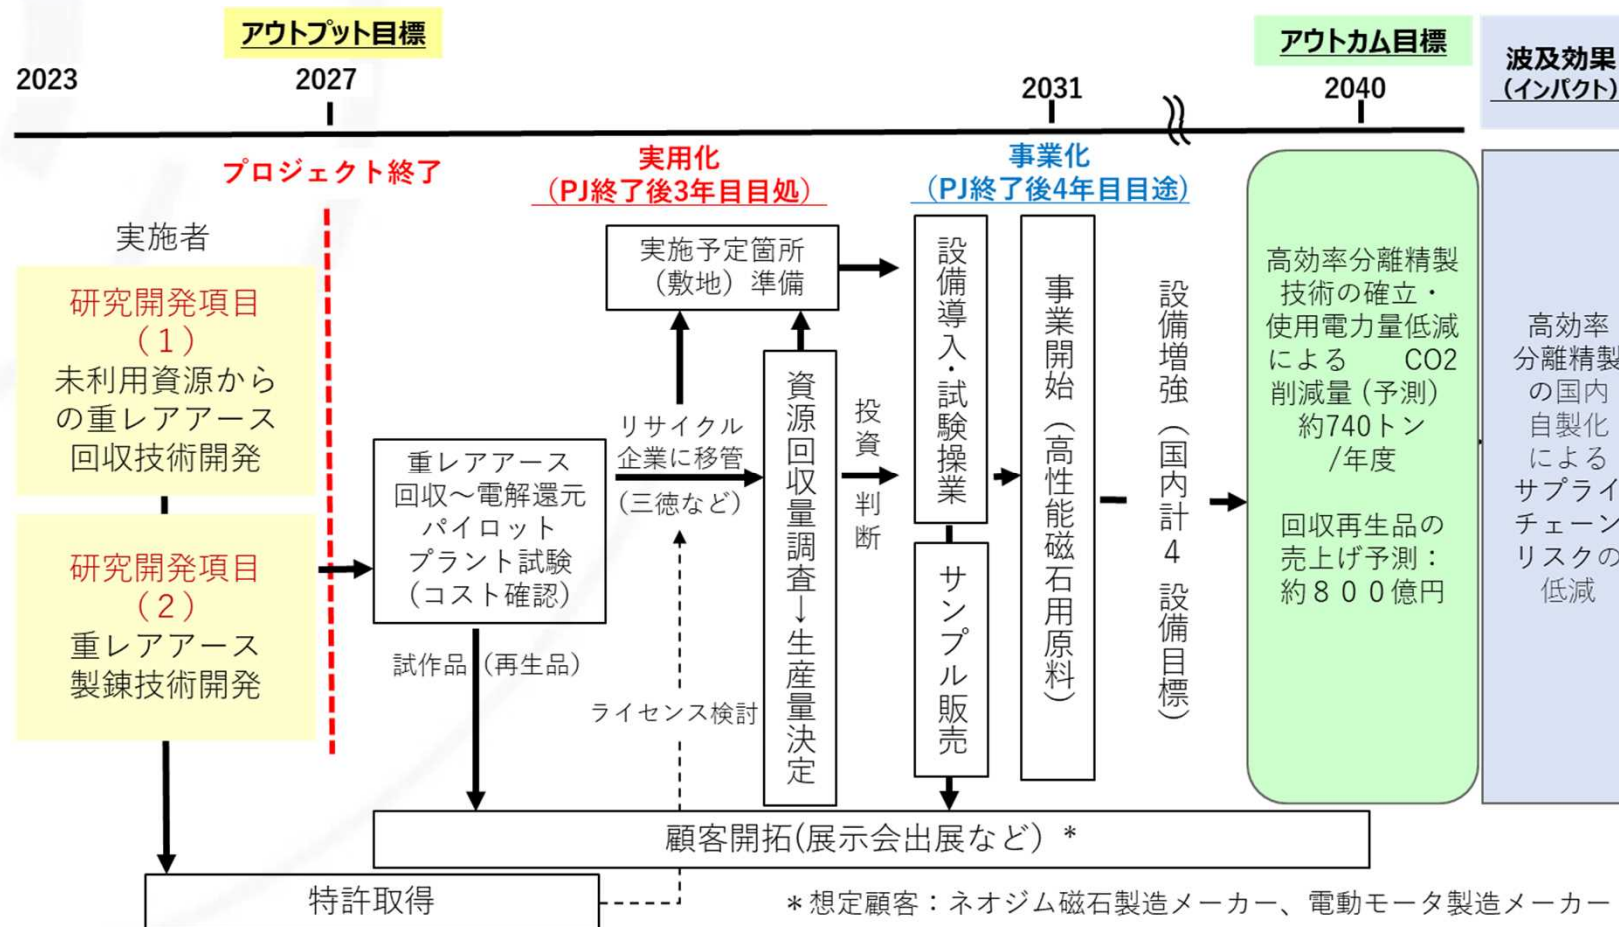 アウトプット目標
アウトカム目標
波及効果
（インパクト）
2023
2027
2031
2040
プロジェクト終了
実用化
（PJ終了後3年目目処）
事業化
（PJ終了後4年目目途)
実施者
研究開発項目
（１）
未利用資源から
の重レアアース
回収技術開発
研究開発項目
（２）
重レアアース
製錬技術開発
重レアアース
回収～電解還元
パイロット
プラント試験
（コスト確認）
試作品（再生品）
リサイクル
企業に移管
（三徳など）
ライセンス検討
実施予定箇所
（敷地）準備
資源回収量調査→生産量決定
投資
判断
設備導入・試験操業
サンプル販売
事業開始（高性能磁石用原料）
設備増強（国内計４設備目標）
高効率分離精製
技術の確立・
使用電力量低減
による CO2
削減量 (予測）
約740トン
/年度
回収再生品の
売上げ予測：
約８００億円
高効率
分離精製
の国内
自製化
による
サプライ
チェーン
リスクの
低減
顧客開拓(展示会出展など）*
特許取得
＊想定顧客：ネオジム磁石製造メーカー、電動モータ製造メーカー